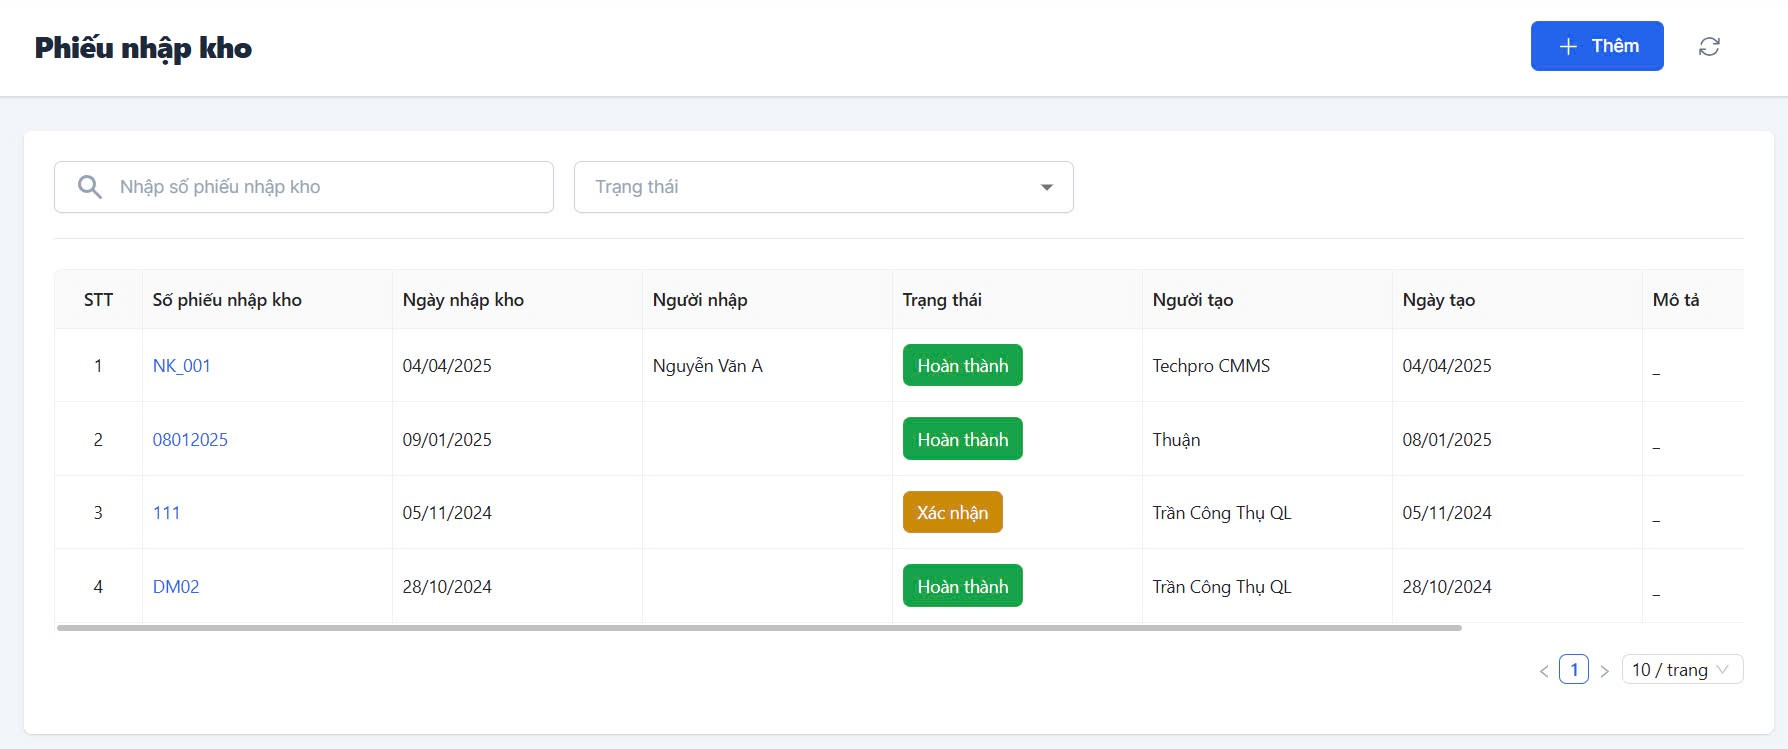 Phiếu nhập kho
+ Thêm
Nhập số phiếu nhập kho
Trạng thái
STT Số phiếu nhập kho Ngày nhập kho Người nhập Trạng thái Người tạo Ngày tạo Mô tả
1 NK_001 04/04/2025 Nguyễn Văn A Hoàn thành Techpro CMMS 04/04/2025 _
2 08012025 09/01/2025 Hoàn thành Thuận 08/01/2025 _
3 111 05/11/2024 Xác nhận Trần Công Thụ QL 05/11/2024 _
4 DM02 28/10/2024 Hoàn thành Trần Công Thụ QL 28/10/2024 _
< 1 > 10 / trang